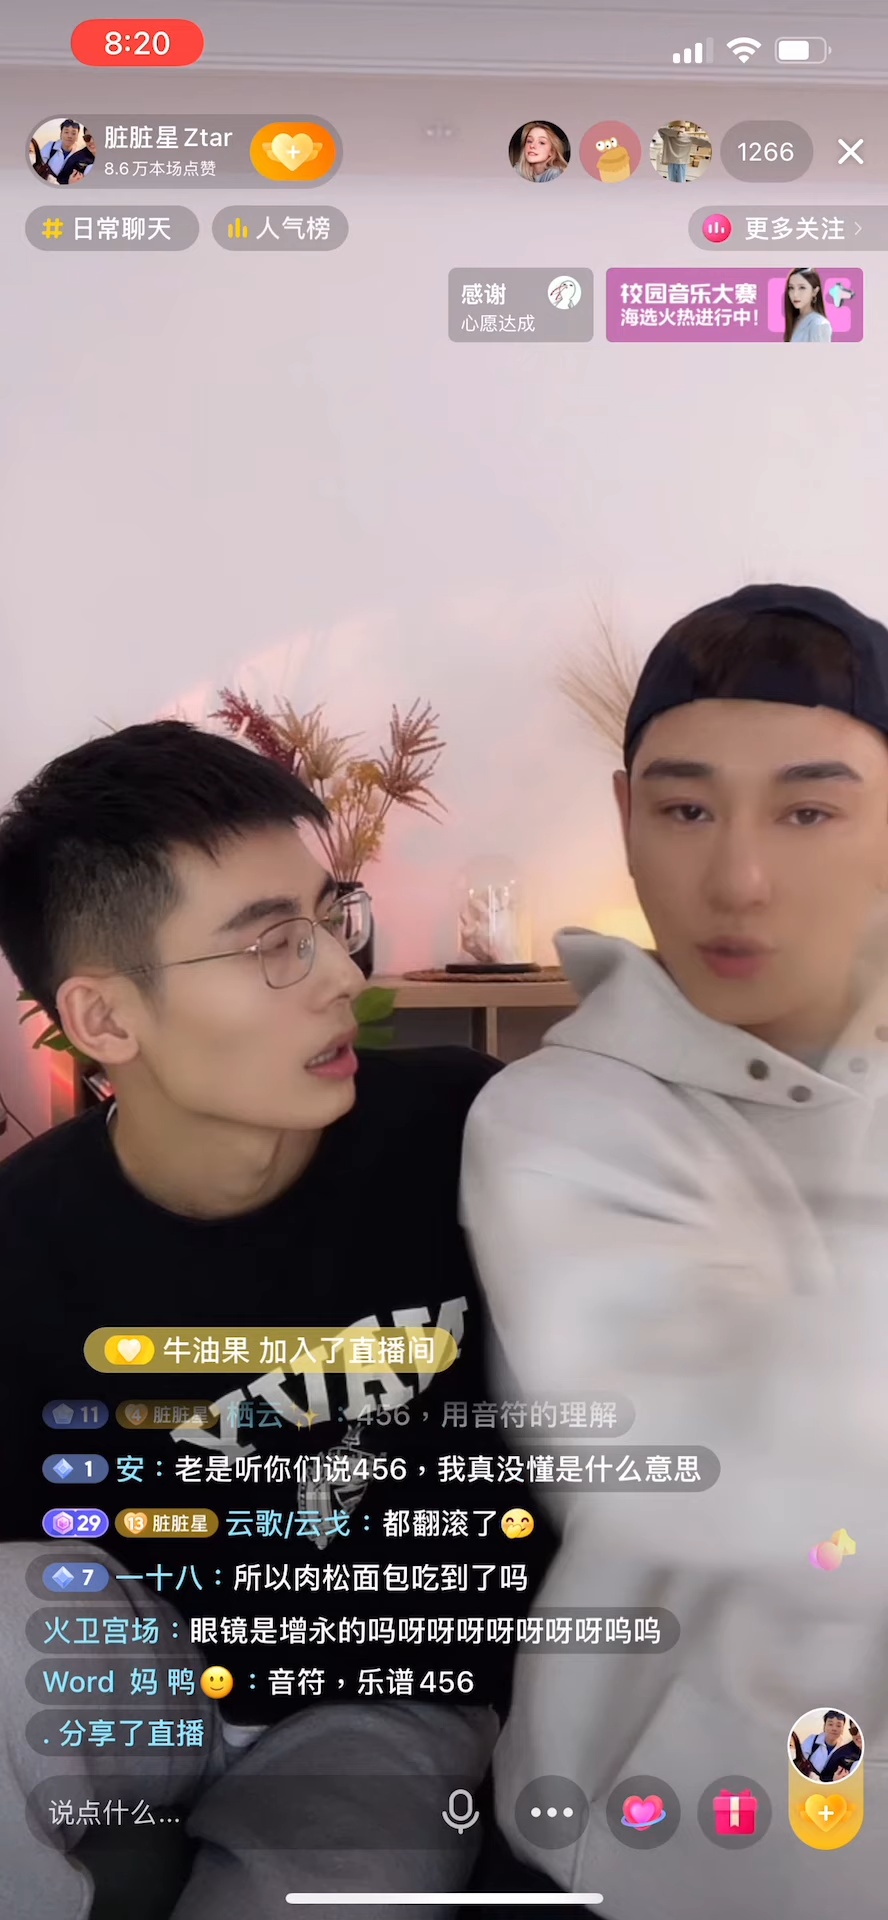 8:20
脏脏星Ztar
8.6万本场点赞
1266
日常聊天
人气榜
更多关注
感谢
心愿达成
校园音乐大赛
海选火热进行中!
牛油果 加入了直播间
11 4 脏脏星 栖云✨：456，用音符的理解
1 安：老是听你们说456，我真没懂是什么意思
29 13 脏脏星 云歌/云戈：都翻滚了🤭
7 一十八：所以肉松面包吃到了吗
火卫宫场：眼镜是增永的吗呀呀呀呀呀呀呀呜呜
Word 妈 鸭🙂：音符，乐谱456
. 分享了直播
说点什么...